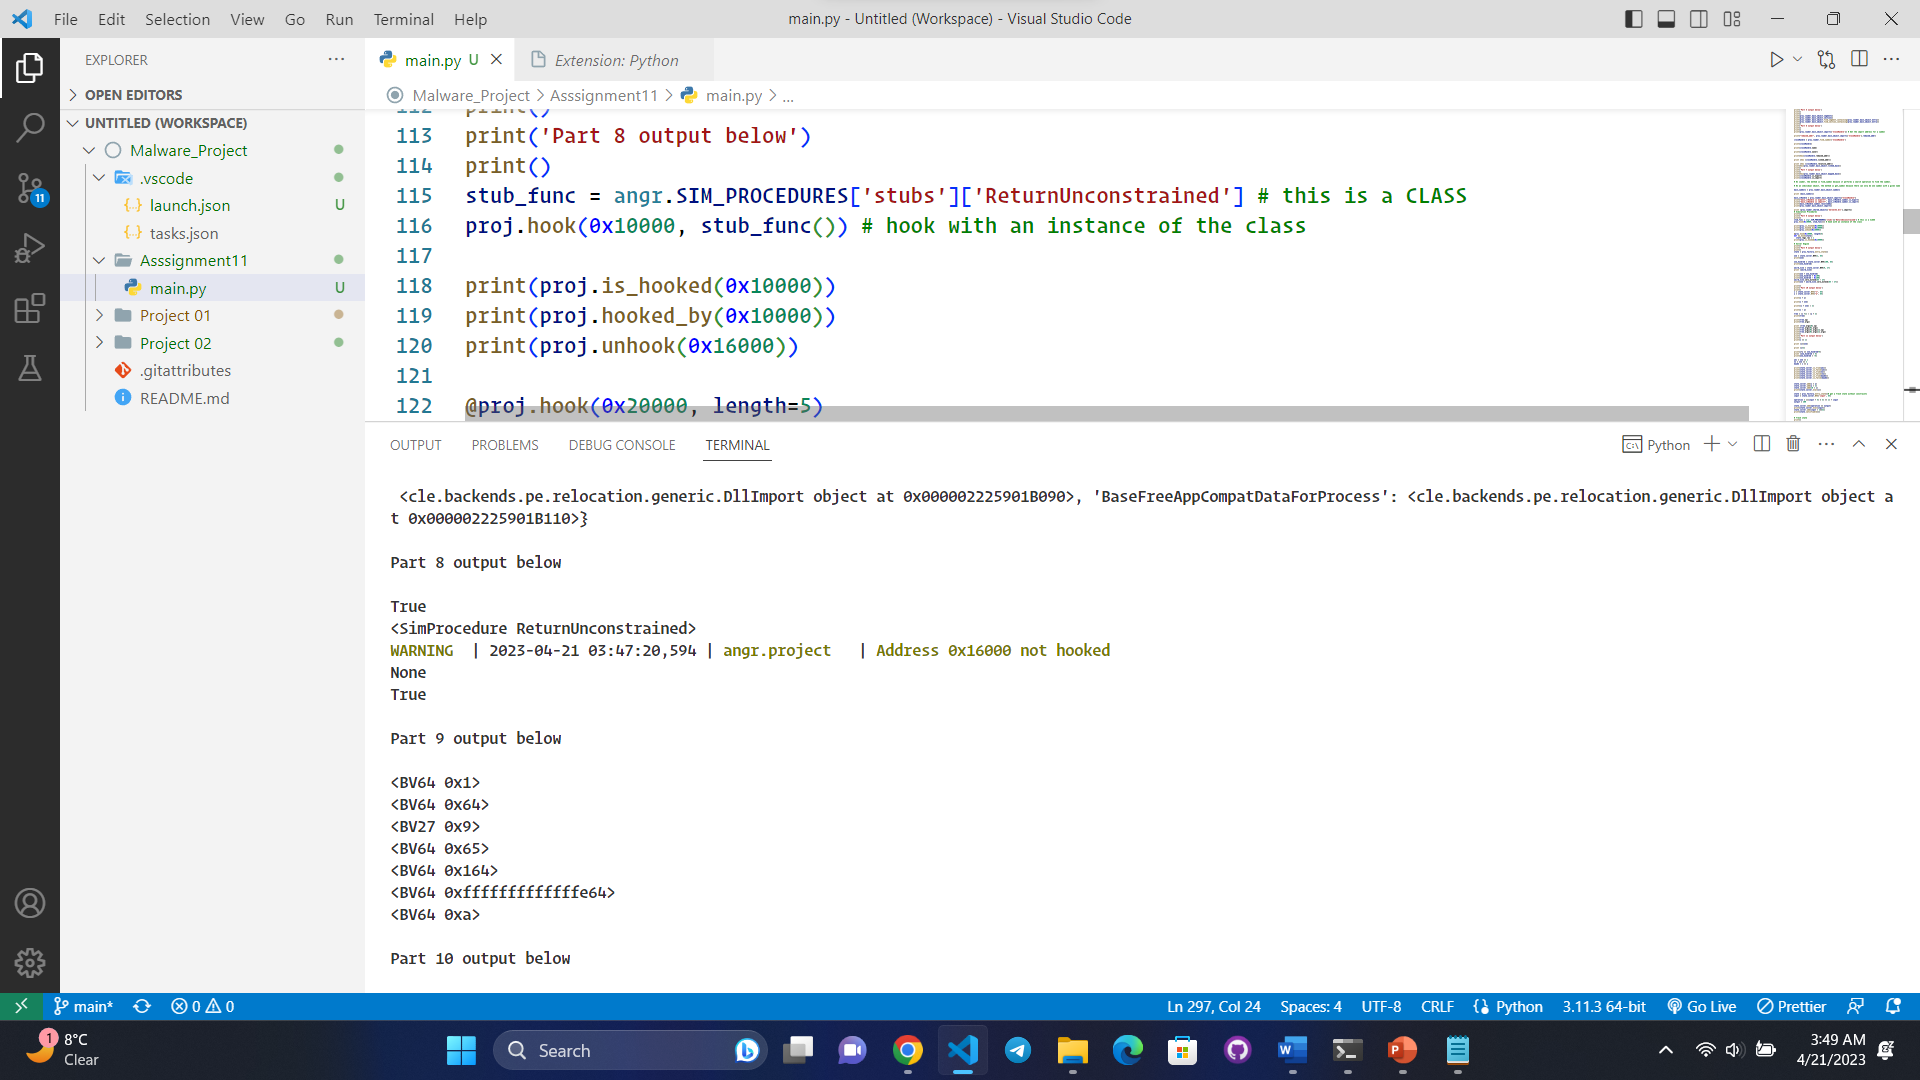 File Edit Selection View Go Run Terminal Help
main.py - Untitled (Workspace) - Visual Studio Code
EXPLORER
OPEN EDITORS
UNTITLED (WORKSPACE)
Malware_Project
.vscode
launch.json U
tasks.json
Asssignment11
main.py U
Project 01
Project 02
.gitattributes
README.md
11
main.py U
Extension: Python
Malware_Project > Asssignment11 > main.py > ...
112 print()
113 print('Part 8 output below')
114 print()
115 stub_func = angr.SIM_PROCEDURES['stubs']['ReturnUnconstrained'] # this is a CLASS
116 proj.hook(0x10000, stub_func()) # hook with an instance of the class
117
118 print(proj.is_hooked(0x10000))
119 print(proj.hooked_by(0x10000))
120 print(proj.unhook(0x16000))
121
122 @proj.hook(0x20000, length=5)
OUTPUT PROBLEMS DEBUG CONSOLE TERMINAL
Python
<cle.backends.pe.relocation.generic.DllImport object at 0x000002225901B090>, 'BaseFreeAppCompatDataForProcess': <cle.backends.pe.relocation.generic.DllImport object a
t 0x000002225901B110>}
Part 8 output below
True
<SimProcedure ReturnUnconstrained>
WARNING | 2023-04-21 03:47:20,594 | angr.project | Address 0x16000 not hooked
None
True
Part 9 output below
<BV64 0x1>
<BV64 0x64>
<BV27 0x9>
<BV64 0x65>
<BV64 0x164>
<BV64 0xfffffffffffffe64>
<BV64 0xa>
Part 10 output below
main* 0 0
Ln 297, Col 24 Spaces: 4 UTF-8 CRLF Python 3.11.3 64-bit Go Live Prettier
1
8°C
Clear
Search
3:49 AM
4/21/2023